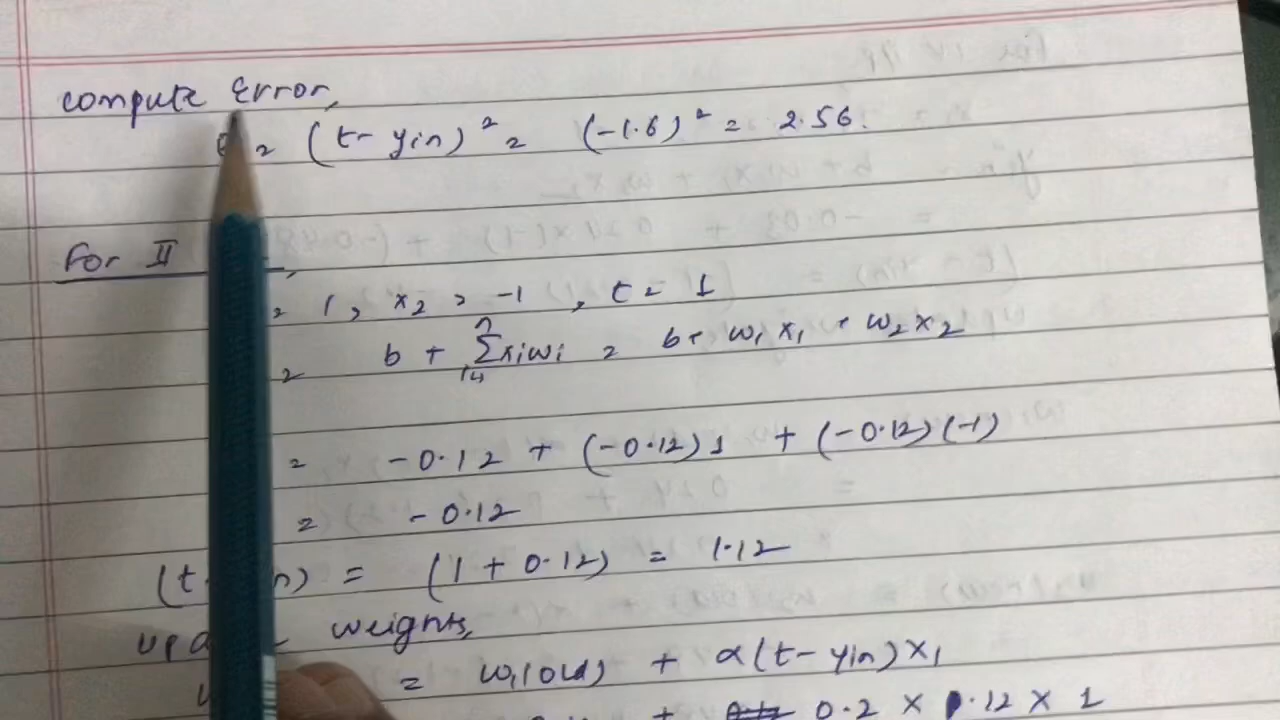 compute Error,
= (t - yin)² = (-1.6)² = 2.56.
For II
= 1, x₂ = -1, t = 1
= b + Σxiwi = b + w₁x₁ + w₂x₂
= -0.12 + (-0.12)1 + (-0.12)(-1)
= -0.12
(t n) = (1 + 0.12) = 1.12
weights,
= w₁(old) + α(t - yin)x₁
+ 0.2 × 1.12 × 1